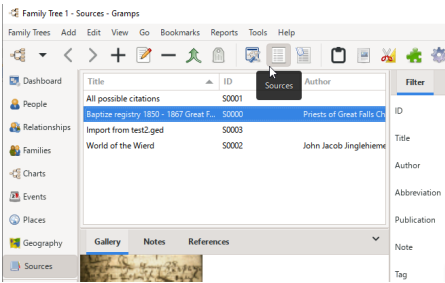 Family Tree 1 - Sources - Gramps
Family Trees Add Edit View Go Bookmarks Reports Tools Help
Dashboard
People
Relationships
Families
Charts
Events
Places
Geography
Sources
Title ID Author
All possible citations S0001
Baptize registry 1850 - 1867 Great F... S0000 Priests of Great Falls Ch
Import from test2.ged S0003
World of the Wierd S0002 John Jacob Jinglehieme
Sources
Gallery Notes References
Filter
ID
Title
Author
Abbreviation
Publication
Note
Tag